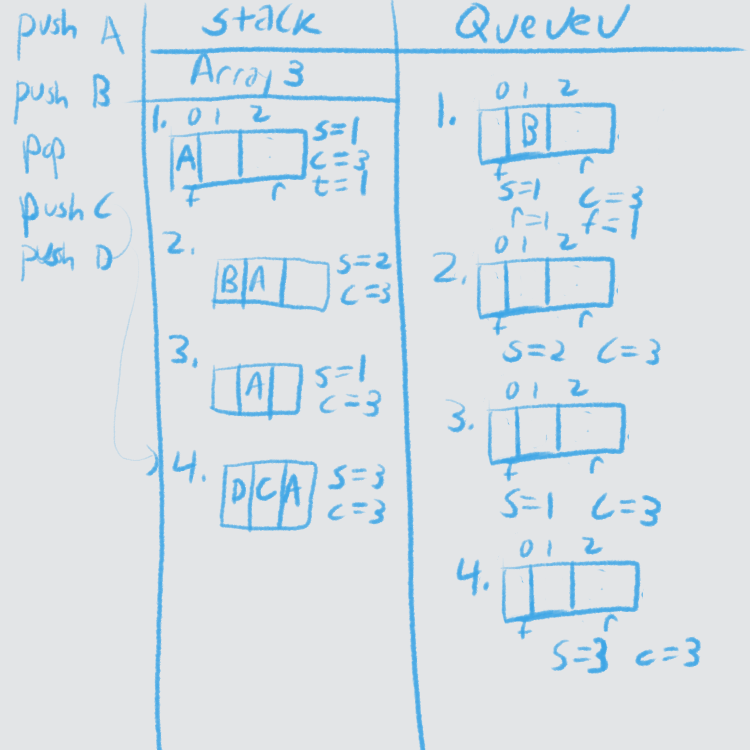 push A
push B
pop
push C
push D
Stack
Array 3
1. 0 1 2
A
S=1
C=3
t=1
f r
2.
B A
S=2
C=3
3.
A
S=1
C=3
4.
D C A
S=3
C=3
Queueu
1. 0 1 2
B
f r
S=1 C=3
r=1 f=1
0 1 2
2.
f r
S=2 C=3
0 1 2
3.
f r
S=1 C=3
0 1 2
4.
f r
S=3 C=3